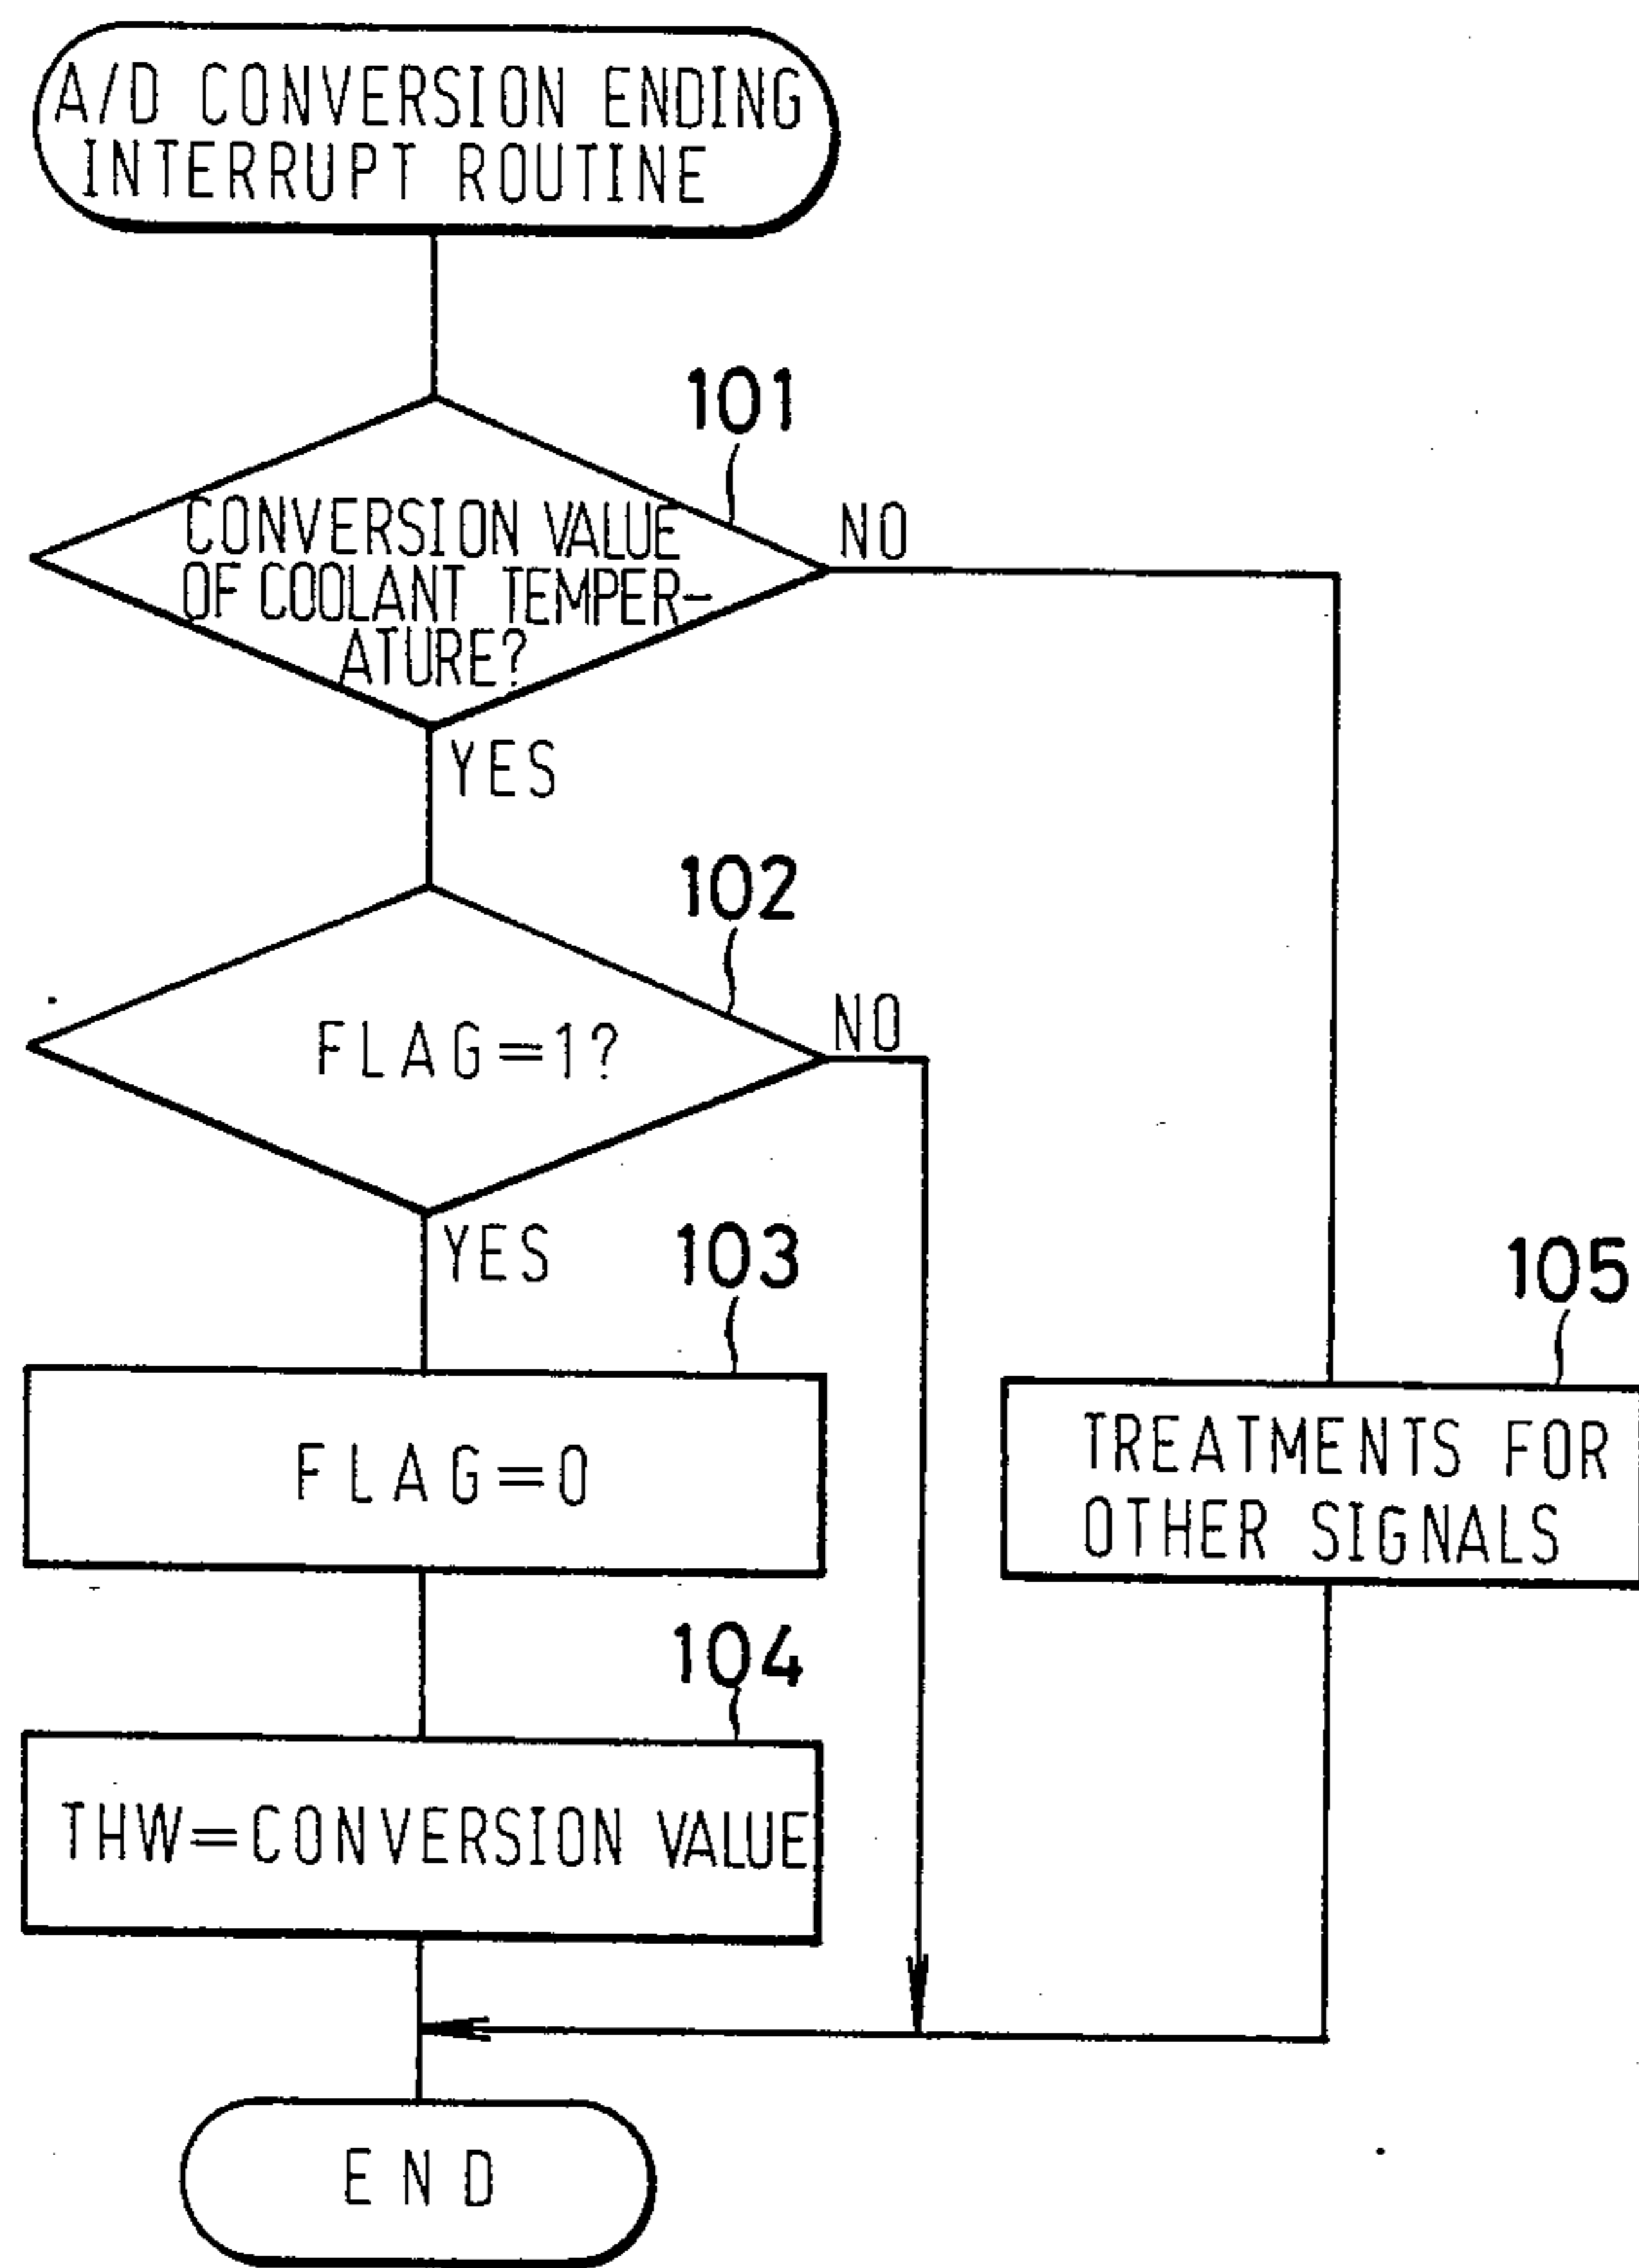 A/D CONVERSION ENDING
INTERRUPT ROUTINE
101
CONVERSION VALUE
OF COOLANT TEMPER-
ATURE?
NO
YES
102
FLAG=1?
NO
YES
103
FLAG=0
105
TREATMENTS FOR
OTHER SIGNALS
104
THW=CONVERSION VALUE
END